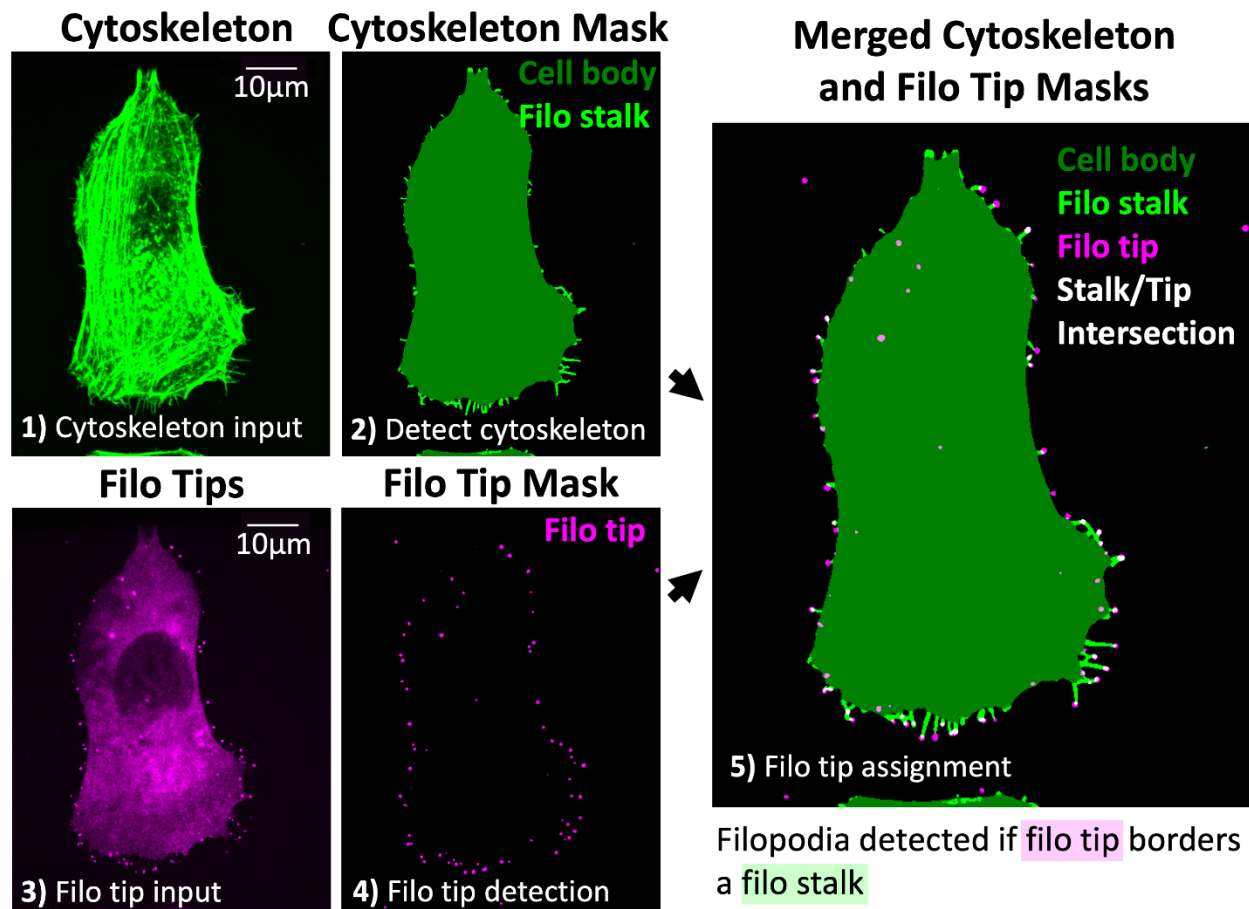 Cytoskeleton
10μm
1) Cytoskeleton input
Cytoskeleton Mask
Cell body
Filo stalk
2) Detect cytoskeleton
Filo Tips
10μm
3) Filo tip input
Filo Tip Mask
Filo tip
4) Filo tip detection
Merged Cytoskeleton
and Filo Tip Masks
Cell body
Filo stalk
Filo tip
Stalk/Tip
Intersection
5) Filo tip assignment
Filopodia detected if filo tip borders
a filo stalk